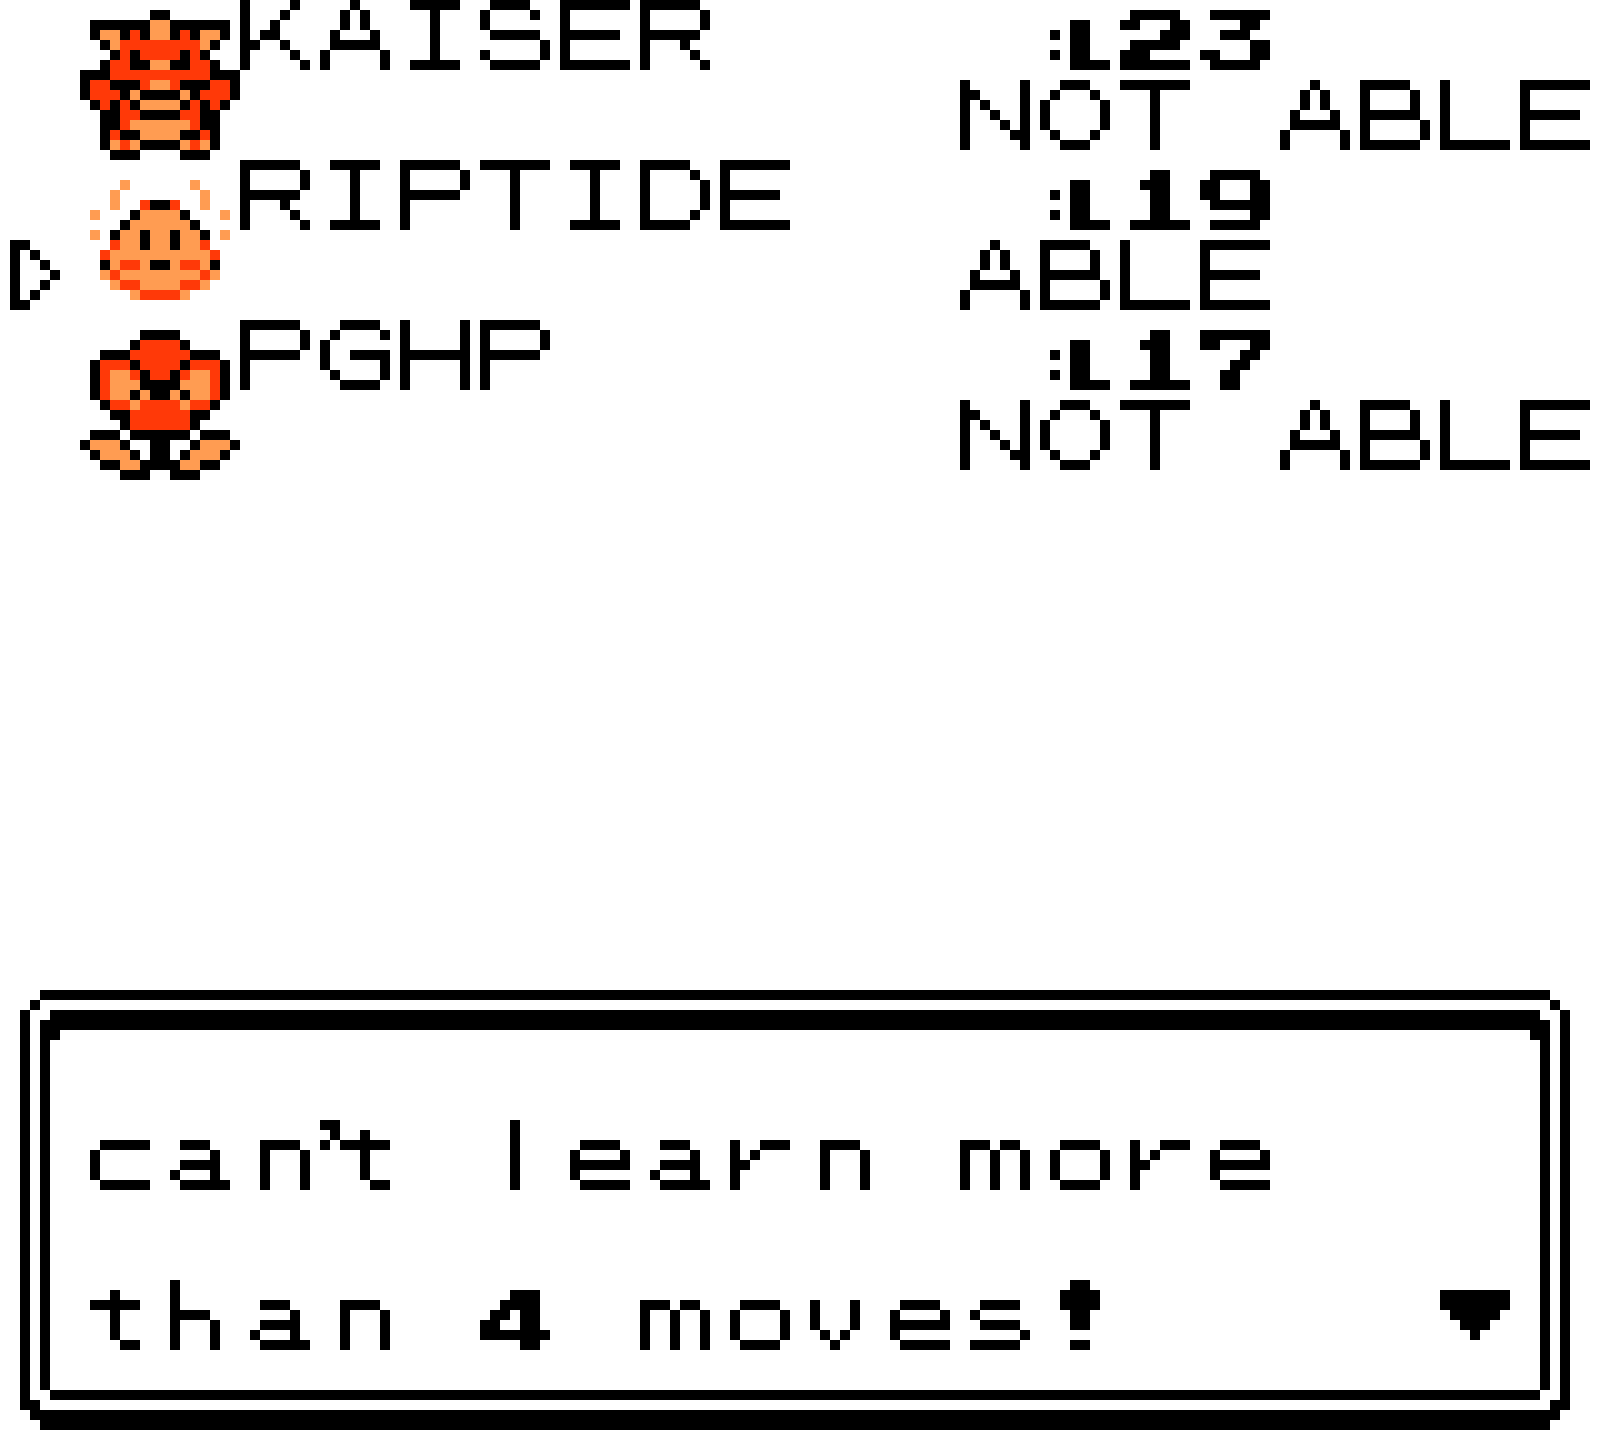 KAISER :L23
NOT ABLE
RIPTIDE :L19
ABLE
PGHP :L17
NOT ABLE
can't learn more
than 4 moves!